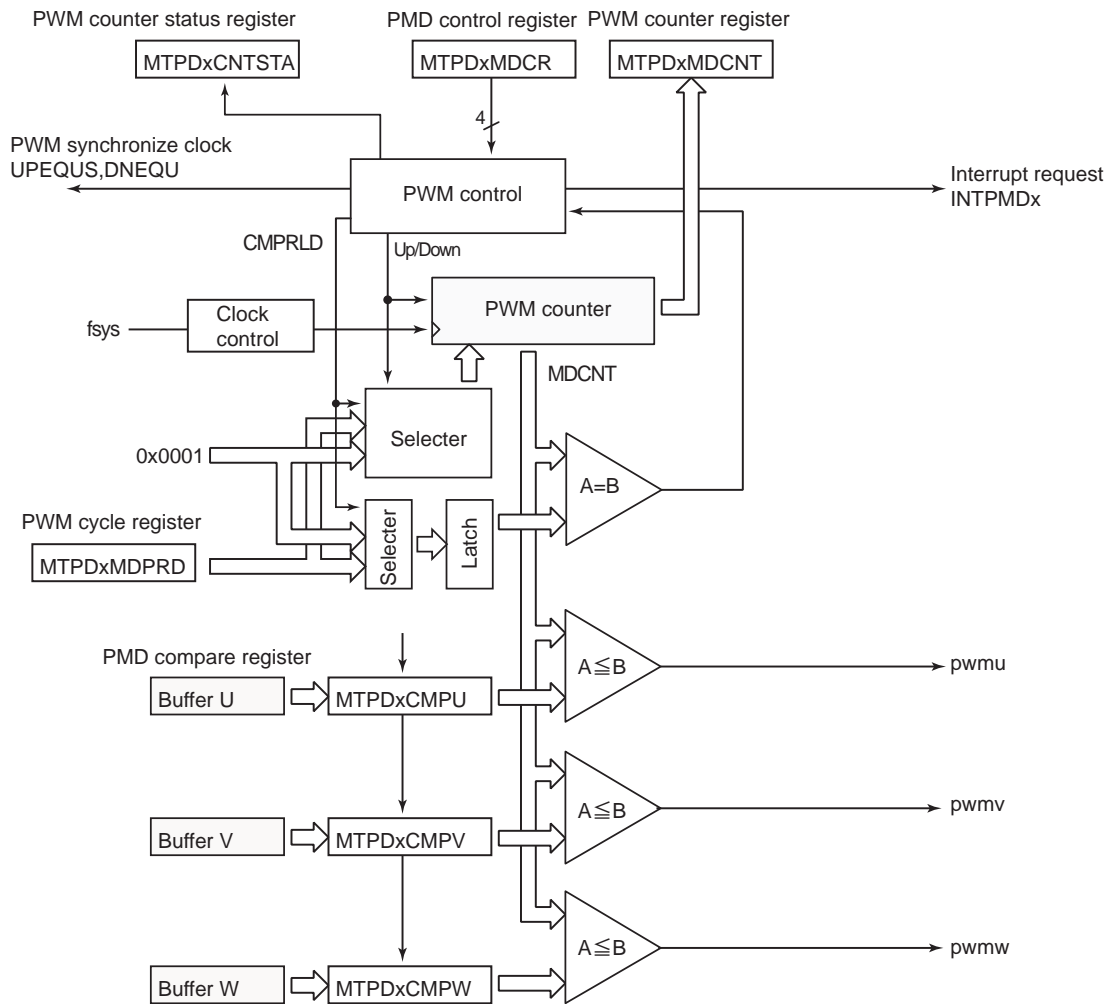 PWM counter status register
PMD control register
PWM counter register
MTPDxCNTSTA
MTPDxMDCR
MTPDxMDCNT
4
PWM synchronize clock
UPEQUS,DNEQU
PWM control
Interrupt request
INTPMDx
CMPRLD
Up/Down
PWM counter
fsys
Clock
control
MDCNT
Selecter
0x0001
A=B
PWM cycle register
MTPDxMDPRD
Selecter
Latch
PMD compare register
Buffer U
MTPDxCMPU
A≦B
pwmu
Buffer V
MTPDxCMPV
A≦B
pwmv
Buffer W
MTPDxCMPW
A≦B
pwmw